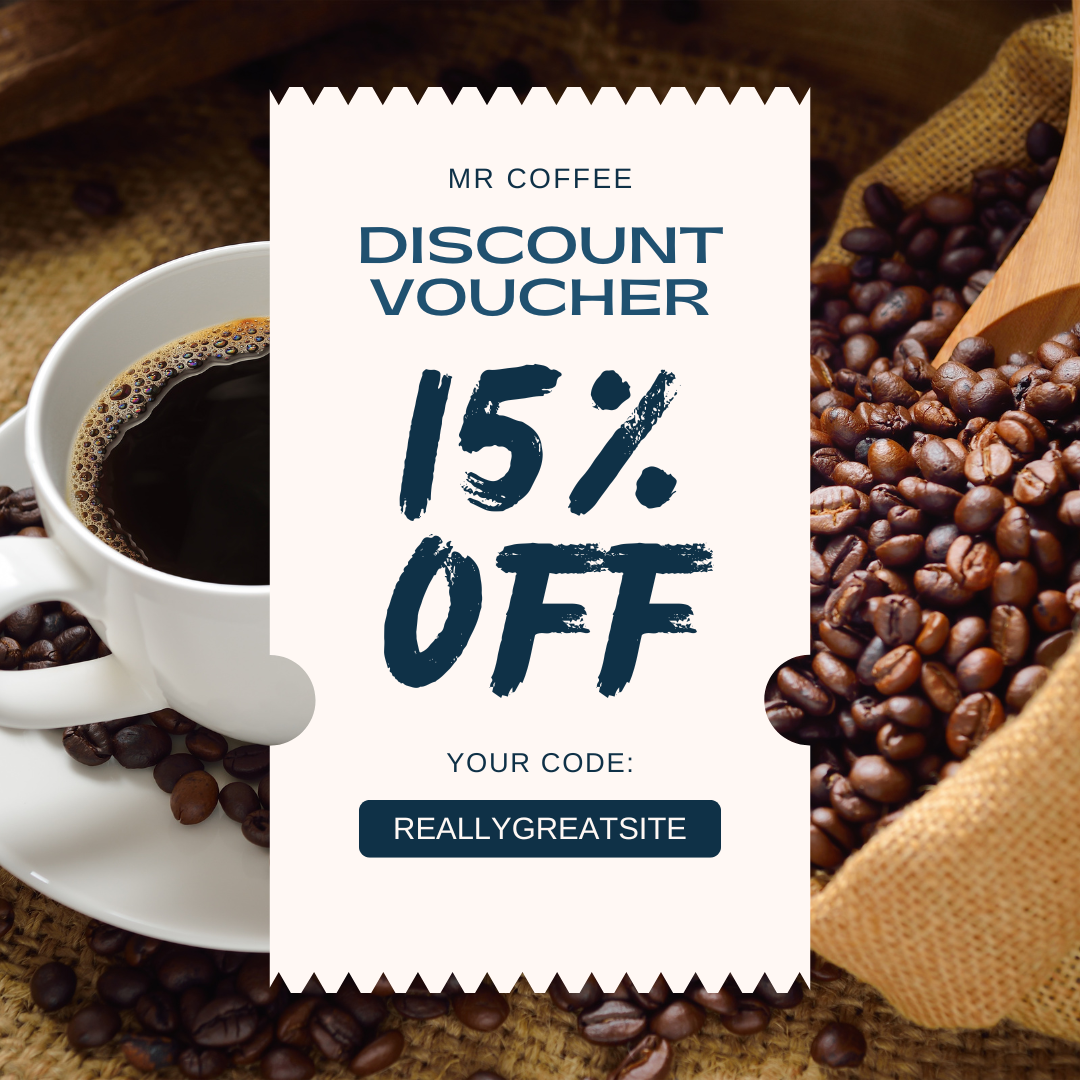 MR COFFEE
DISCOUNT
VOUCHER
15%
OFF
YOUR CODE:
REALLYGREATSITE